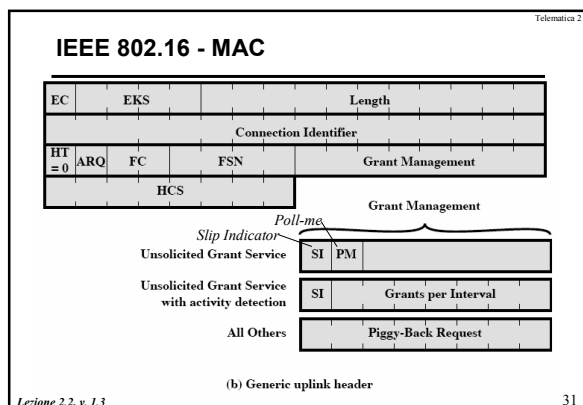 Telematica 2
IEEE 802.16 - MAC
EC EKS Length
Connection Identifier
HT = 0 ARQ FC FSN Grant Management
HCS
Grant Management
Poll-me
Slip Indicator
Unsolicited Grant Service SI PM
Unsolicited Grant Service with activity detection SI Grants per Interval
All Others Piggy-Back Request
(b) Generic uplink header
Lezione 2.2, v. 1.3 31